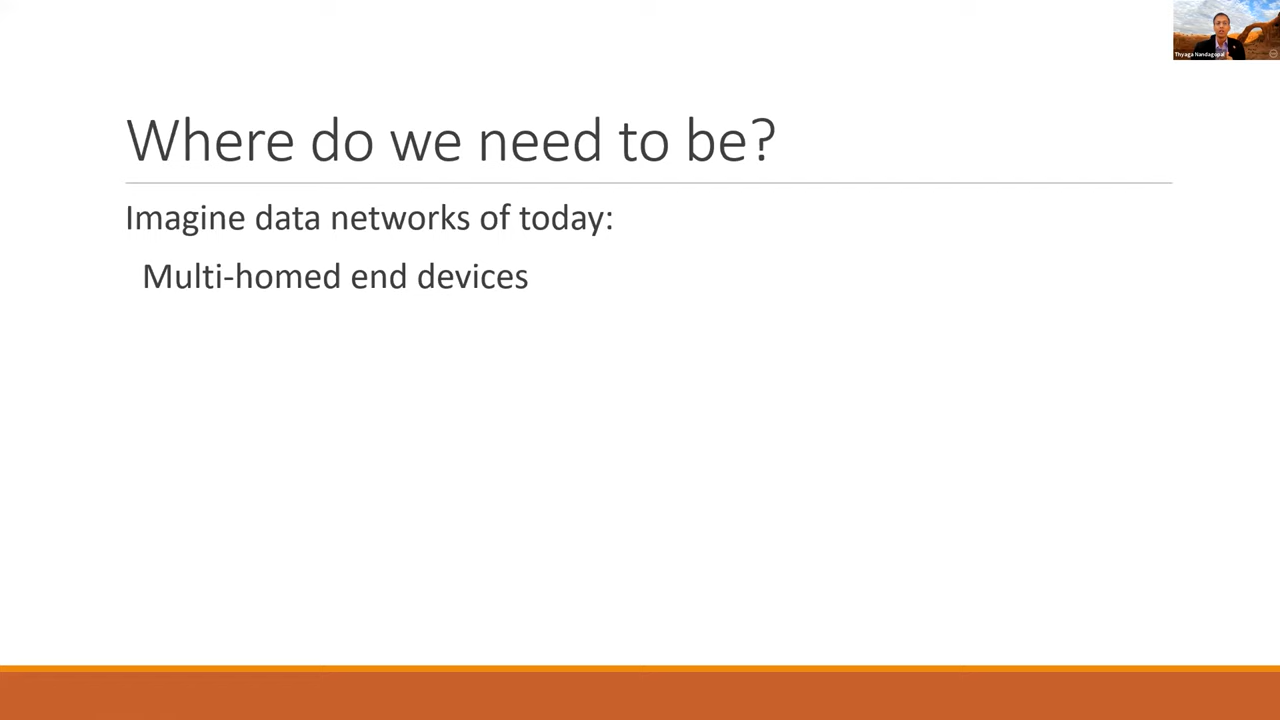 Thyaga Nandagopal
Where do we need to be?
Imagine data networks of today:
Multi-homed end devices